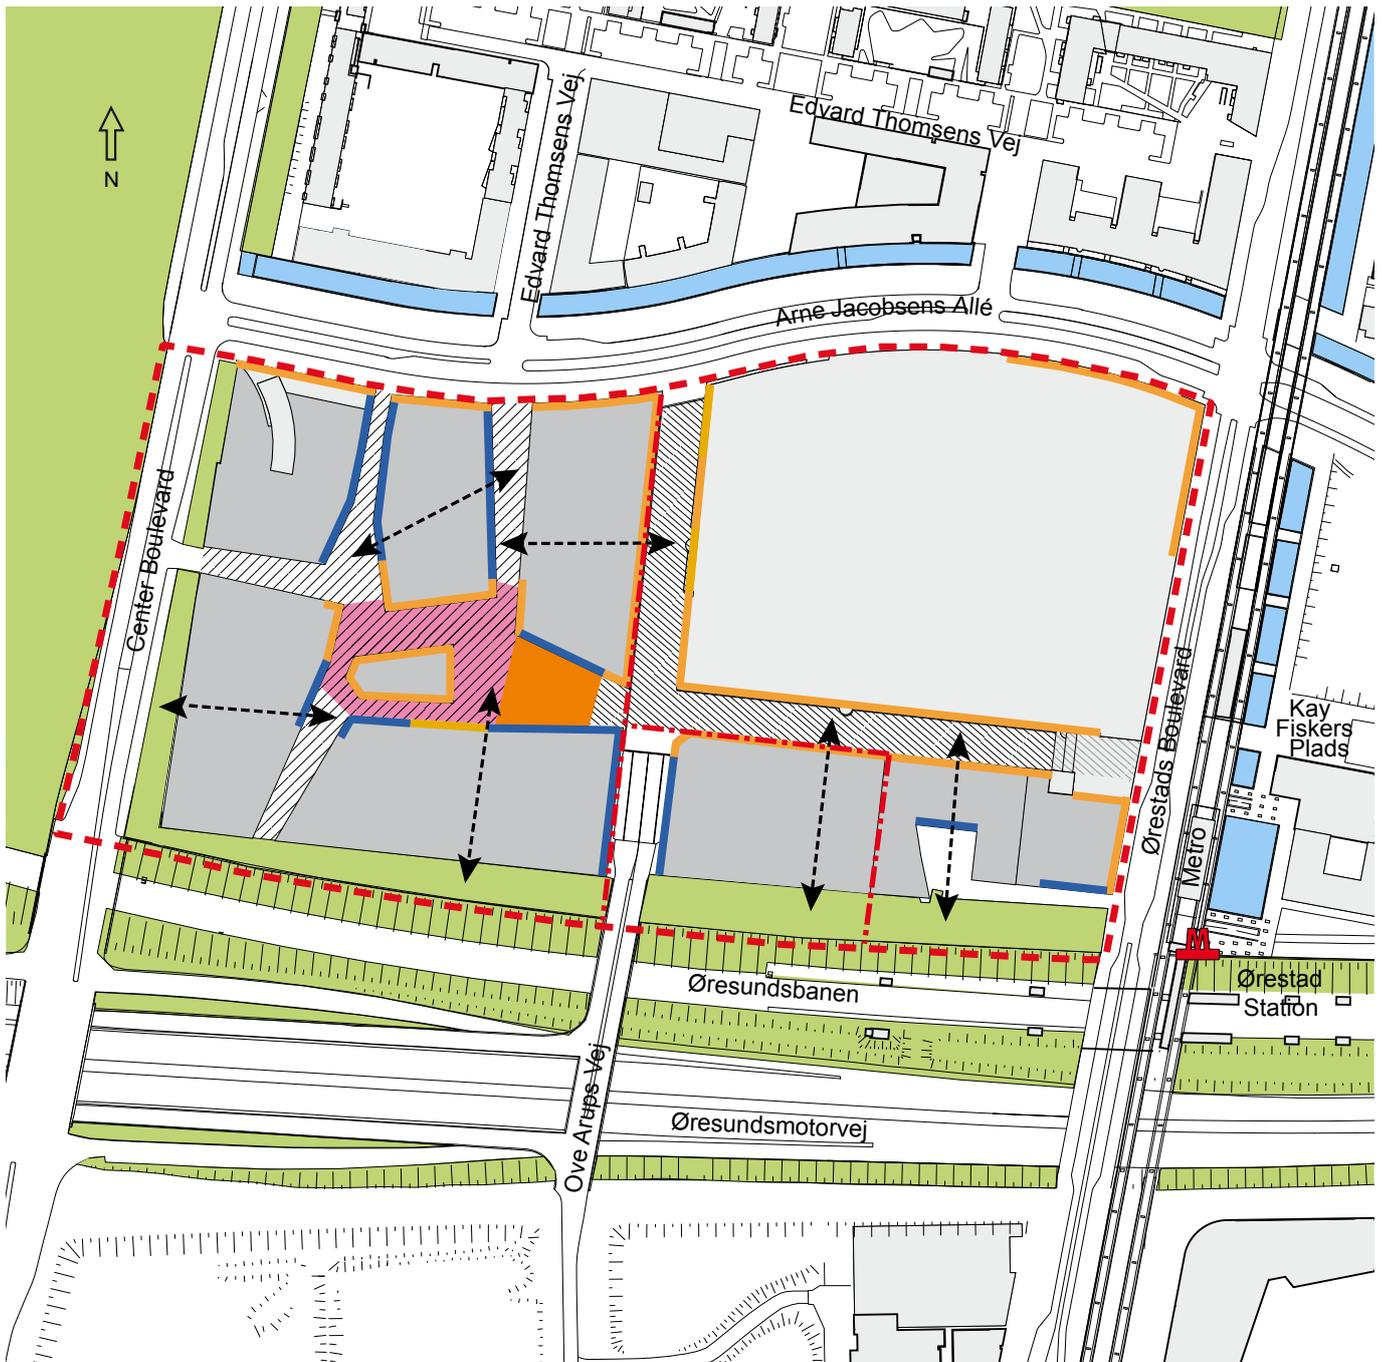 Edvard Thomsens Vej
Edvard Thomsens Vej
N
Arne Jacobsens Allé
Center Boulevard
Ørestads Boulevard
Kay
Fiskers
Plads
Metro
M
Ørestad
Station
Øresundsbanen
Ove Arups Vej
Øresundsmotorvej